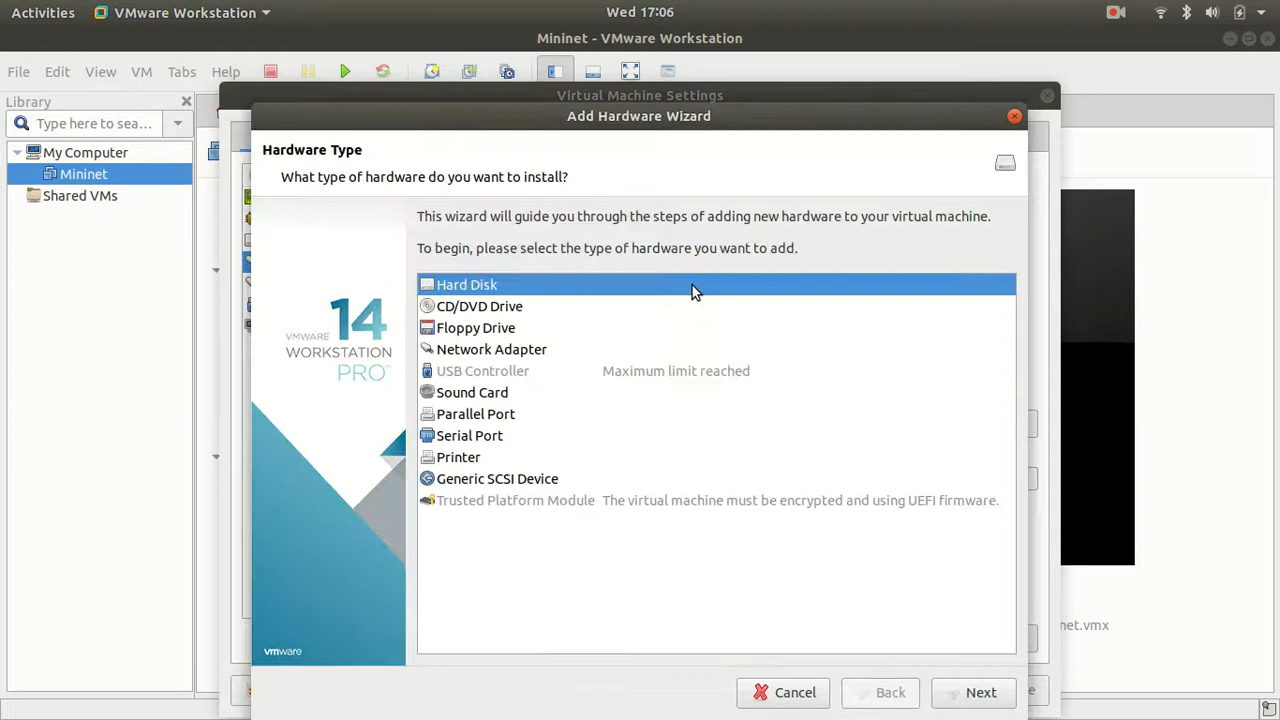 Activities VMware Workstation Wed 17:06
Mininet - VMware Workstation
File Edit View VM Tabs Help
Library
Type here to sea...
My Computer
Mininet
Shared VMs
Virtual Machine Settings
Add Hardware Wizard
Hardware Type
What type of hardware do you want to install?
This wizard will guide you through the steps of adding new hardware to your virtual machine.
To begin, please select the type of hardware you want to add.
Hard Disk
CD/DVD Drive
Floppy Drive
Network Adapter
USB Controller Maximum limit reached
Sound Card
Parallel Port
Serial Port
Printer
Generic SCSI Device
Trusted Platform Module The virtual machine must be encrypted and using UEFI firmware.
VMWARE 14
WORKSTATION
PRO™
vmware
net.vmx
Cancel Back Next